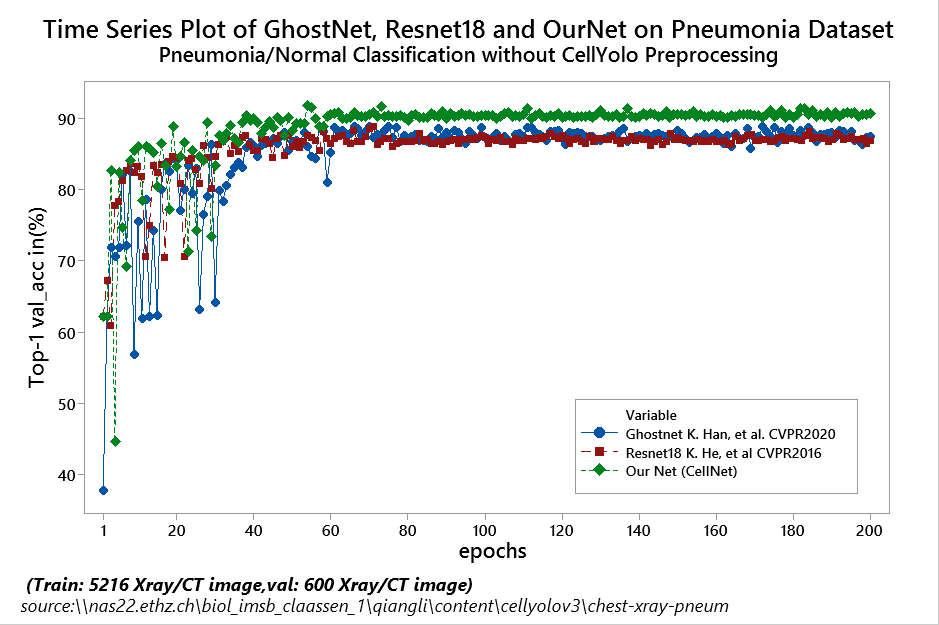 Time Series Plot of GhostNet, Resnet18 and OurNet on Pneumonia Dataset
Pneumonia/Normal Classification without CellYolo Preprocessing
Top-1 val_acc in(%)
90
80
70
60
50
40
Variable
Ghostnet K. Han, et al. CVPR2020
Resnet18 K. He, et al CVPR2016
Our Net (CellNet)
1 20 40 60 80 100 120 140 160 180 200
epochs
(Train: 5216 Xray/CT image,val: 600 Xray/CT image)
source:\\nas22.ethz.ch\biol_imsb_claassen_1\qiangli\content\cellyolov3\chest-xray-pneum